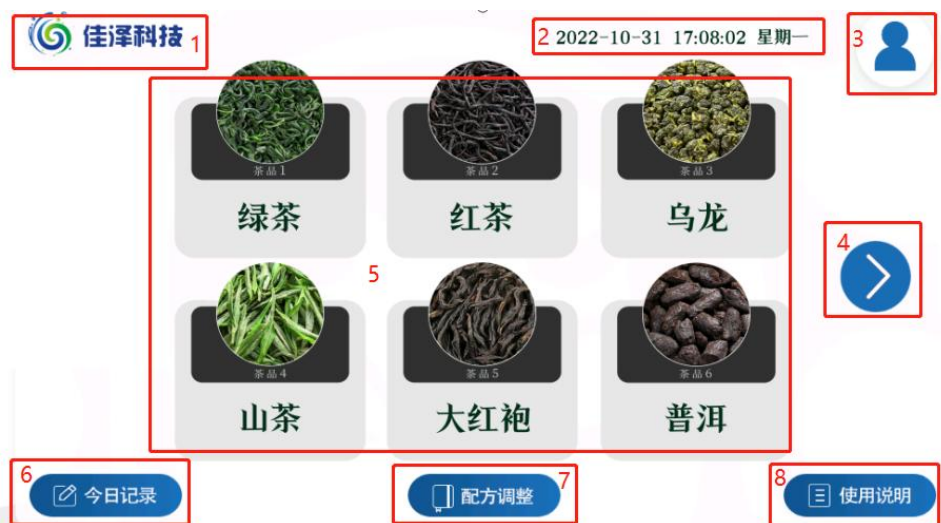 佳泽科技 1
2 2022-10-31 17:08:02 星期一
3
茶品1
茶品2
茶品3
绿茶
红茶
乌龙
4
5
茶品4
茶品5
茶品6
山茶
大红袍
普洱
6
今日记录
7
配方调整
8
使用说明